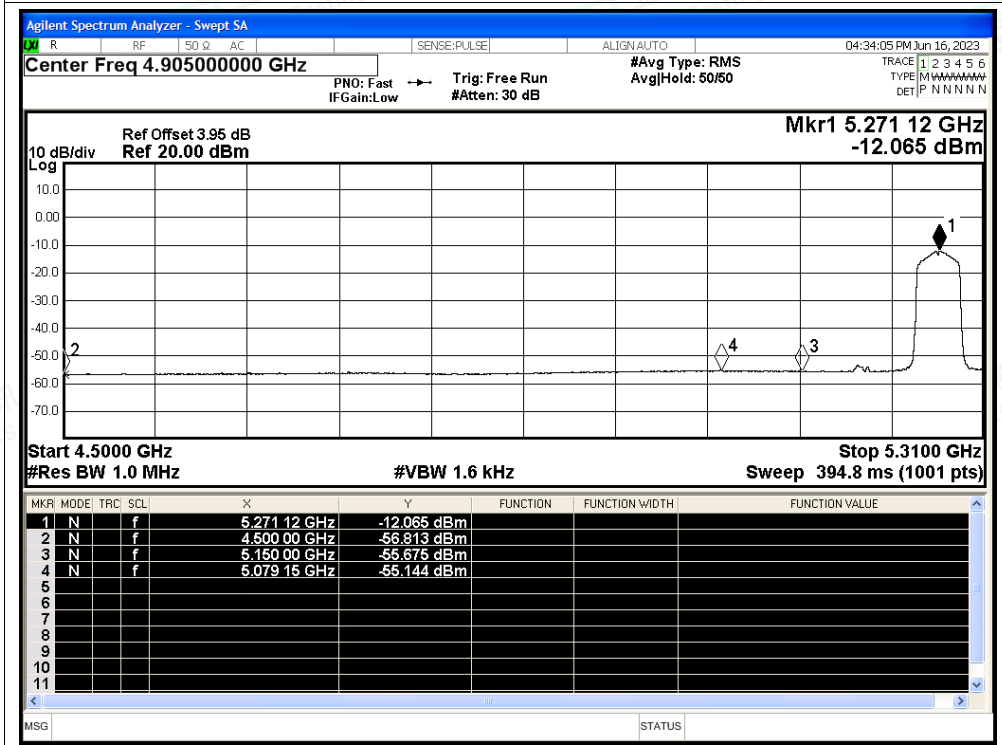 Agilent Spectrum Analyzer - Swept SA
LXI R RF 50 Ω AC SENSE:PULSE ALIGN AUTO 04:34:05 PM Jun 16, 2023
Center Freq 4.905000000 GHz
PNO: Fast
IFGain:Low
Trig: Free Run
#Atten: 30 dB
#Avg Type: RMS
Avg|Hold: 50/50
TRACE 1 2 3 4 5 6
TYPE M
DET P N N N N N
Mkr1 5.271 12 GHz
-12.065 dBm
Ref Offset 3.95 dB
10 dB/div Ref 20.00 dBm
Log
10.0
0.00
-10.0
-20.0
-30.0
-40.0
-50.0
-60.0
-70.0
1
2
4
3
Start 4.5000 GHz Stop 5.3100 GHz
#Res BW 1.0 MHz #VBW 1.6 kHz Sweep 394.8 ms (1001 pts)
MKR MODE TRC SCL X Y FUNCTION FUNCTION WIDTH FUNCTION VALUE
1 N f 5.271 12 GHz -12.065 dBm
2 N f 4.500 00 GHz -56.813 dBm
3 N f 5.150 00 GHz -55.675 dBm
4 N f 5.079 15 GHz -55.144 dBm
5
6
7
8
9
10
11
MSG STATUS